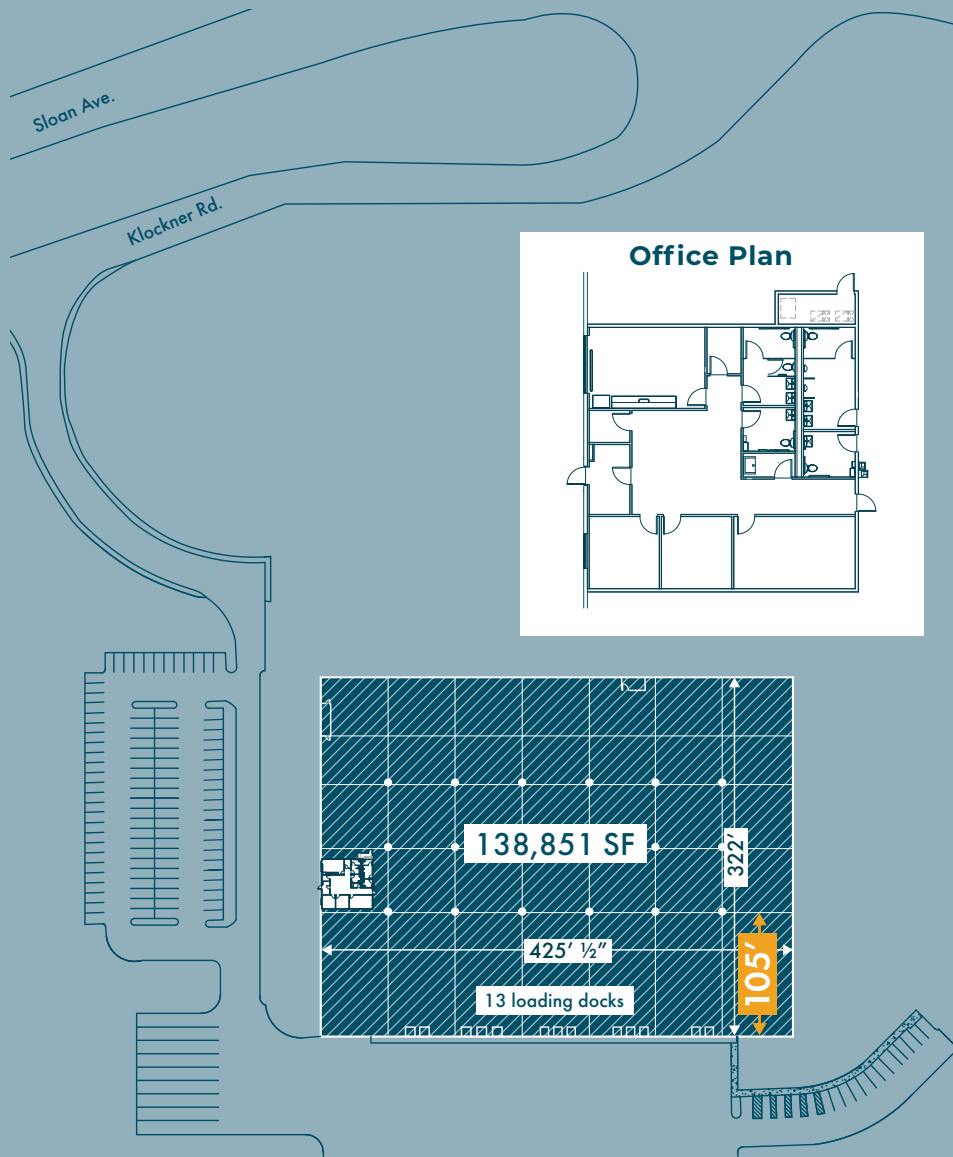 Sloan Ave.
Klockner Rd.
Office Plan
138,851 SF
322’
425’ ½”
105’
13 loading docks